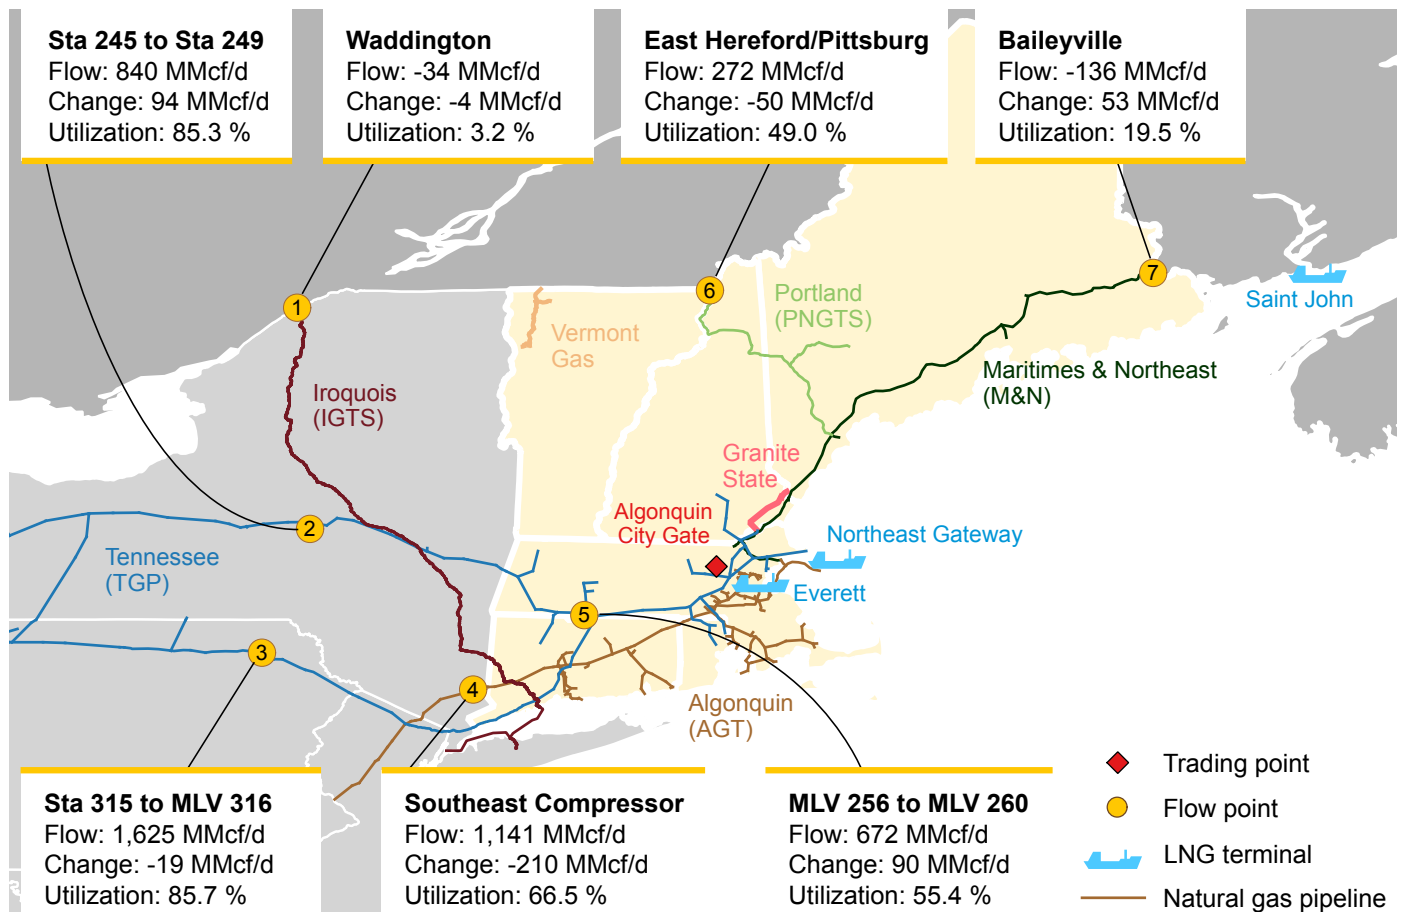 Sta 245 to Sta 249
Flow: 840 MMcf/d
Change: 94 MMcf/d
Utilization: 85.3 %
Waddington
Flow: -34 MMcf/d
Change: -4 MMcf/d
Utilization: 3.2 %
East Hereford/Pittsburg
Flow: 272 MMcf/d
Change: -50 MMcf/d
Utilization: 49.0 %
Baileyville
Flow: -136 MMcf/d
Change: 53 MMcf/d
Utilization: 19.5 %
7
6
1
Saint John
Portland
(PNGTS)
Vermont
Gas
Maritimes & Northeast
(M&N)
Iroquois
(IGTS)
Granite
State
Algonquin
City Gate
2
Northeast Gateway
Tennessee
(TGP)
Everett
5
3
4
Algonquin
(AGT)
Sta 315 to MLV 316
Flow: 1,625 MMcf/d
Change: -19 MMcf/d
Utilization: 85.7 %
Southeast Compressor
Flow: 1,141 MMcf/d
Change: -210 MMcf/d
Utilization: 66.5 %
MLV 256 to MLV 260
Flow: 672 MMcf/d
Change: 90 MMcf/d
Utilization: 55.4 %
Trading point
Flow point
LNG terminal
Natural gas pipeline